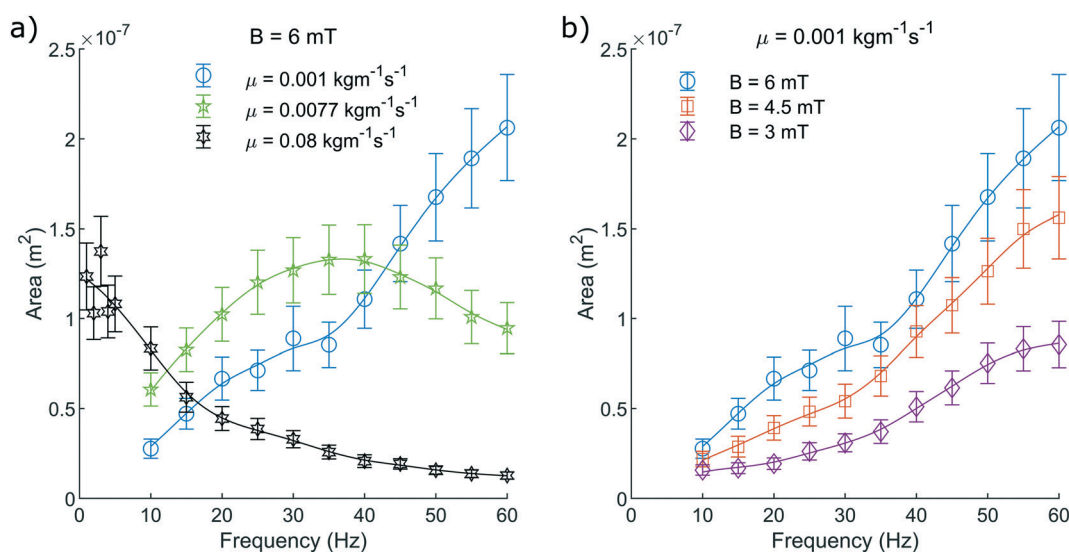 a)
×10⁻⁷
B = 6 mT
μ = 0.001 kgm⁻¹s⁻¹
μ = 0.0077 kgm⁻¹s⁻¹
μ = 0.08 kgm⁻¹s⁻¹
2.5
2
1.5
1
0.5
0
Area (m²)
10
20
30
40
50
60
Frequency (Hz)
b)
×10⁻⁷
μ = 0.001 kgm⁻¹s⁻¹
B = 6 mT
B = 4.5 mT
B = 3 mT
2.5
2
1.5
1
0.5
0
Area (m²)
0
10
20
30
40
50
60
Frequency (Hz)